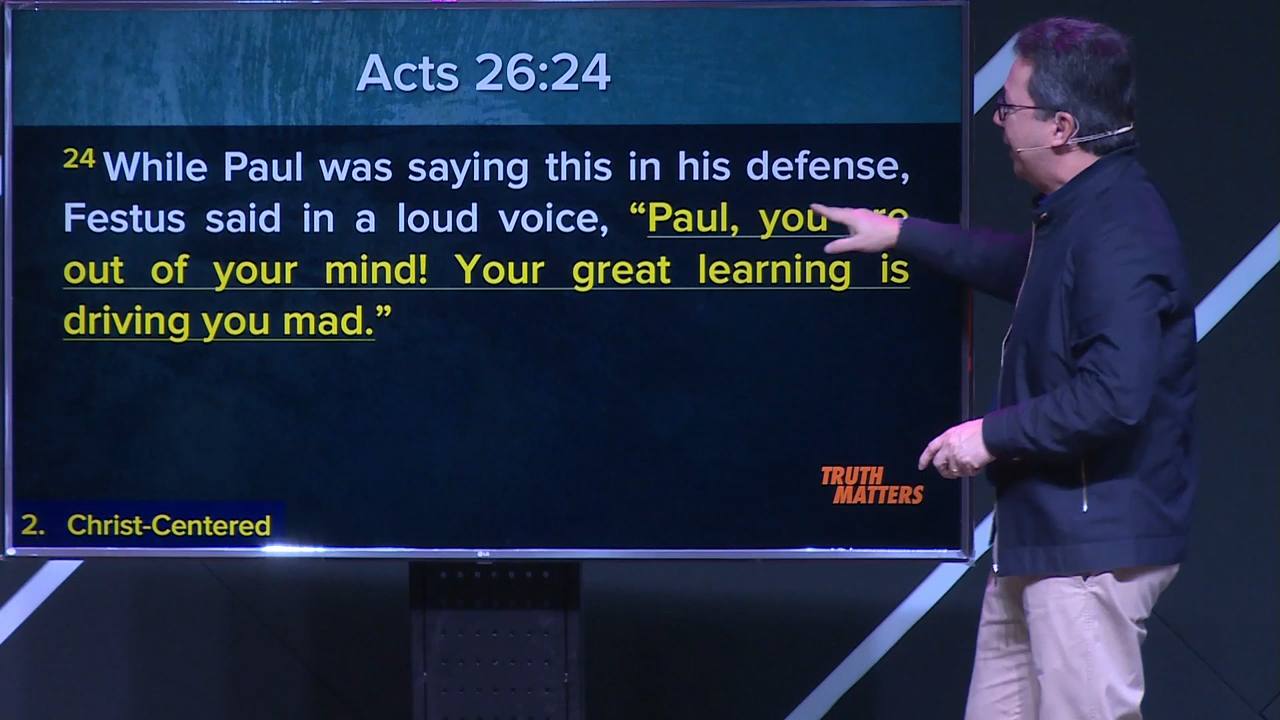 Acts 26:24
24 While Paul was saying this in his defense,
Festus said in a loud voice, “Paul, you
out of your mind! Your great learning is
driving you mad.”
TRUTH
MATTERS
2. Christ-Centered
LG